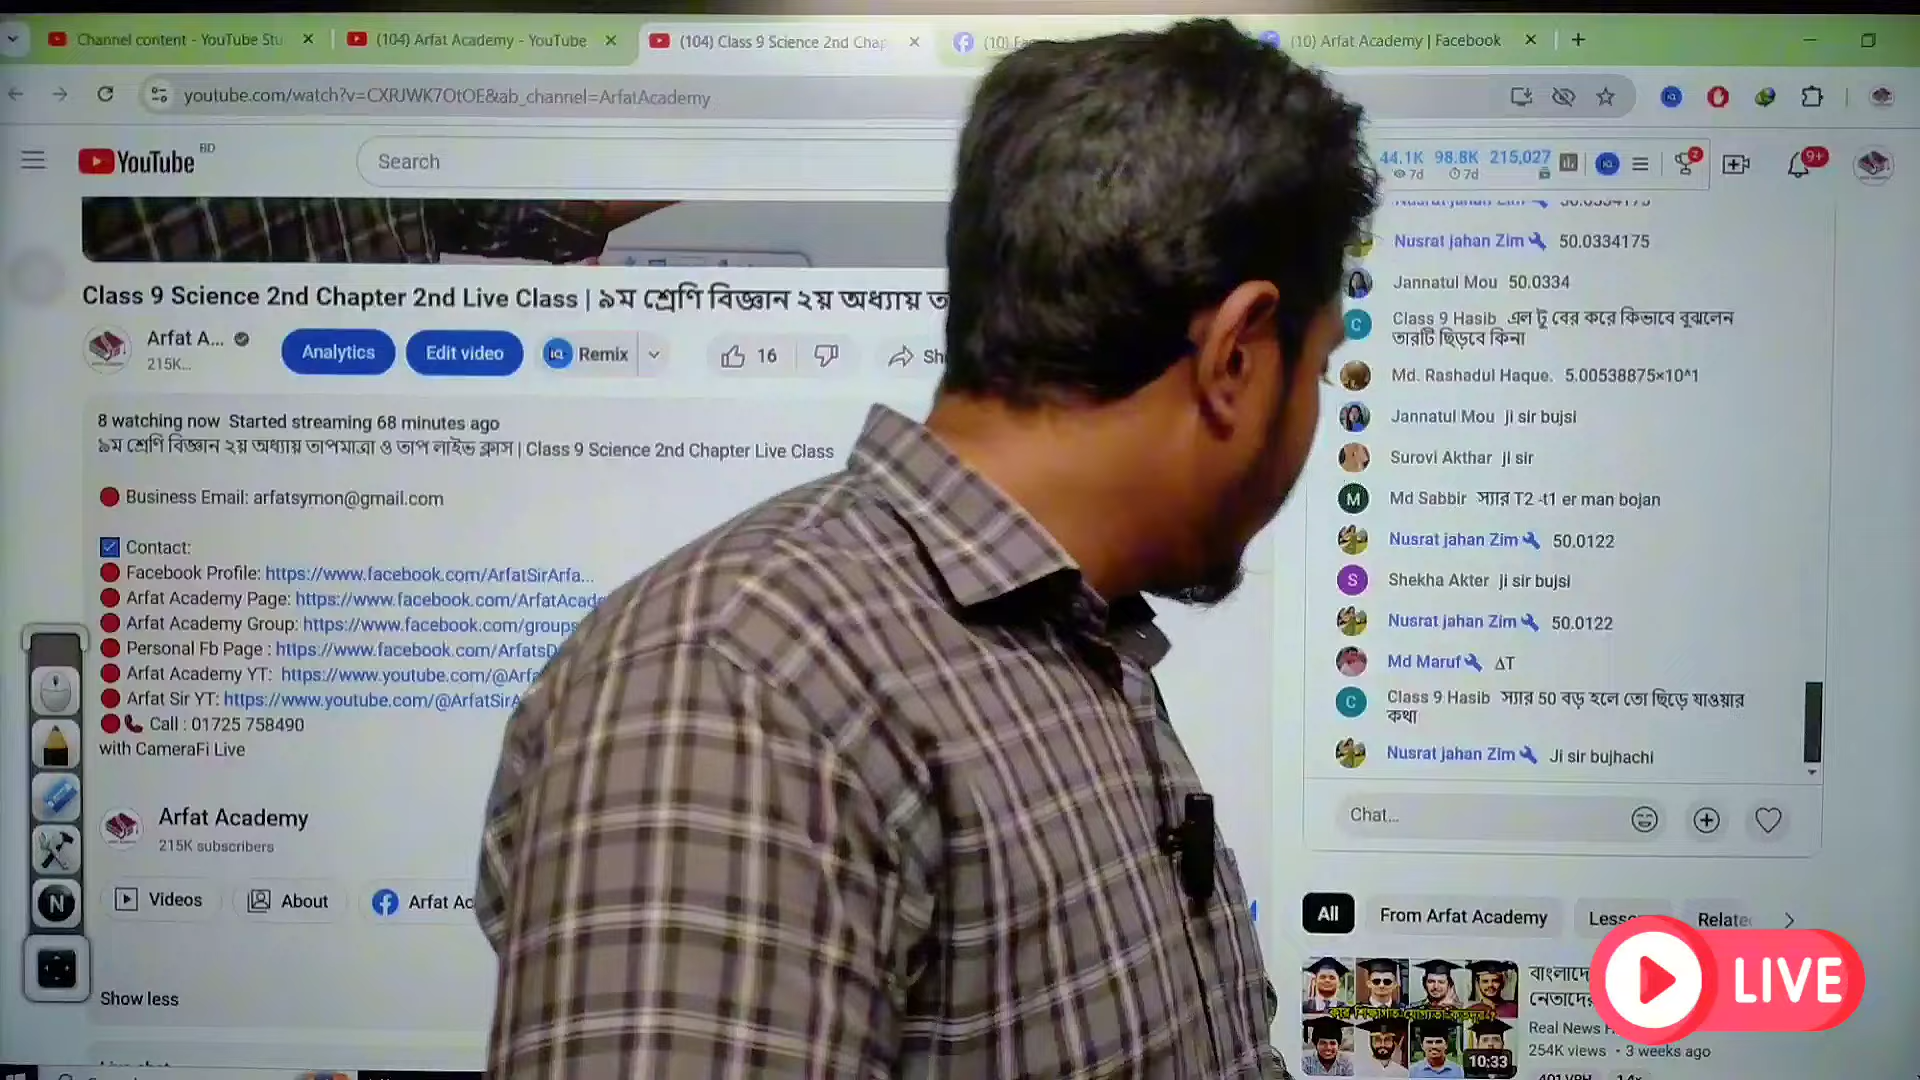 Channel content - YouTube Stu
(104) Arfat Academy - YouTube
(104) Class 9 Science 2nd Chap
(10)
(10) Arfat Academy | Facebook
youtube.com/watch?v=CXRJWK7OtOE&ab_channel=ArfatAcademy
YouTube BD
Search
44.1K 98.8K 215,027
7d 7d
9+
Class 9 Science 2nd Chapter 2nd Live Class | ৯ম শ্রেণি বিজ্ঞান ২য় অধ্যায় ত
Arfat A...
215K...
Analytics
Edit video
Remix
16
Sh
8 watching now Started streaming 68 minutes ago
৯ম শ্রেণি বিজ্ঞান ২য় অধ্যায় তাপমাত্রা ও তাপ লাইভ ক্লাস | Class 9 Science 2nd Chapter Live Class
Business Email: arfatsymon@gmail.com
Contact:
Facebook Profile: https://www.facebook.com/ArfatSirArfa...
Arfat Academy Page: https://www.facebook.com/ArfatAcade
Arfat Academy Group: https://www.facebook.com/groups
Personal Fb Page : https://www.facebook.com/ArfatsD
Arfat Academy YT: https://www.youtube.com/@Arfa
Arfat Sir YT: https://www.youtube.com/@ArfatSirA
Call : 01725 758490
with CameraFi Live
Arfat Academy
215K subscribers
Videos
About
Arfat Ac
Show less
Nusrat jahan Zim 50.0334175
Nusrat jahan Zim 50.0334175
Jannatul Mou 50.0334
Class 9 Hasib এল টু বের করে কিভাবে বুঝলেন
তারটি ছিড়বে কিনা
Md. Rashadul Haque. 5.00538875×10^1
Jannatul Mou ji sir bujsi
Surovi Akthar ji sir
Md Sabbir স্যার T2 -t1 er man bojan
Nusrat jahan Zim 50.0122
Shekha Akter ji sir bujsi
Nusrat jahan Zim 50.0122
Md Maruf ΔT
Class 9 Hasib স্যার 50 বড় হলে তো ছিড়ে যাওয়ার
কথা
Nusrat jahan Zim Ji sir bujhachi
Chat...
All
From Arfat Academy
Lesso
Relate
বাংলাদে
নেতাদের
Real News
254K views • 3 weeks ago
10:33
LIVE